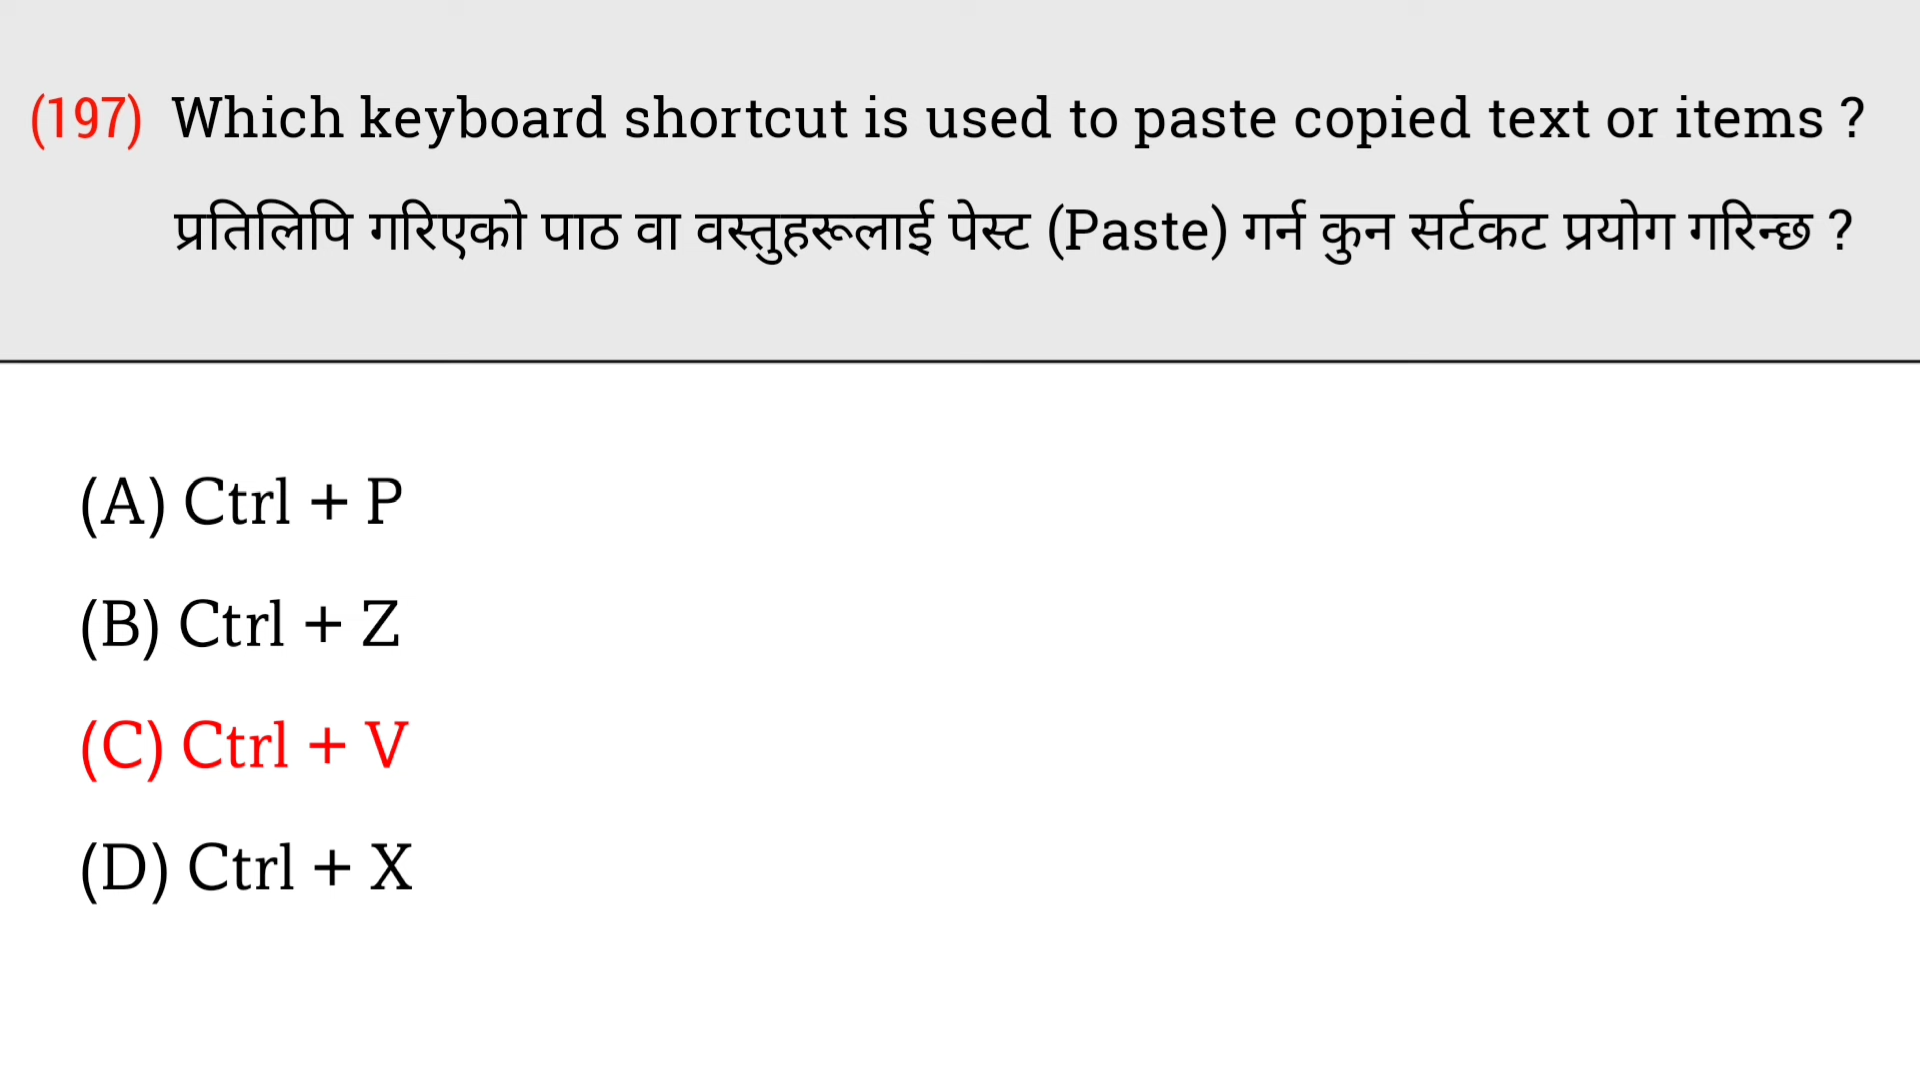 (197) Which keyboard shortcut is used to paste copied text or items ?
प्रतिलिपि गरिएको पाठ वा वस्तुहरूलाई पेस्ट (Paste) गर्न कुन सर्टकट प्रयोग गरिन्छ ?
(A) Ctrl + P
(B) Ctrl + Z
(C) Ctrl + V
(D) Ctrl + X